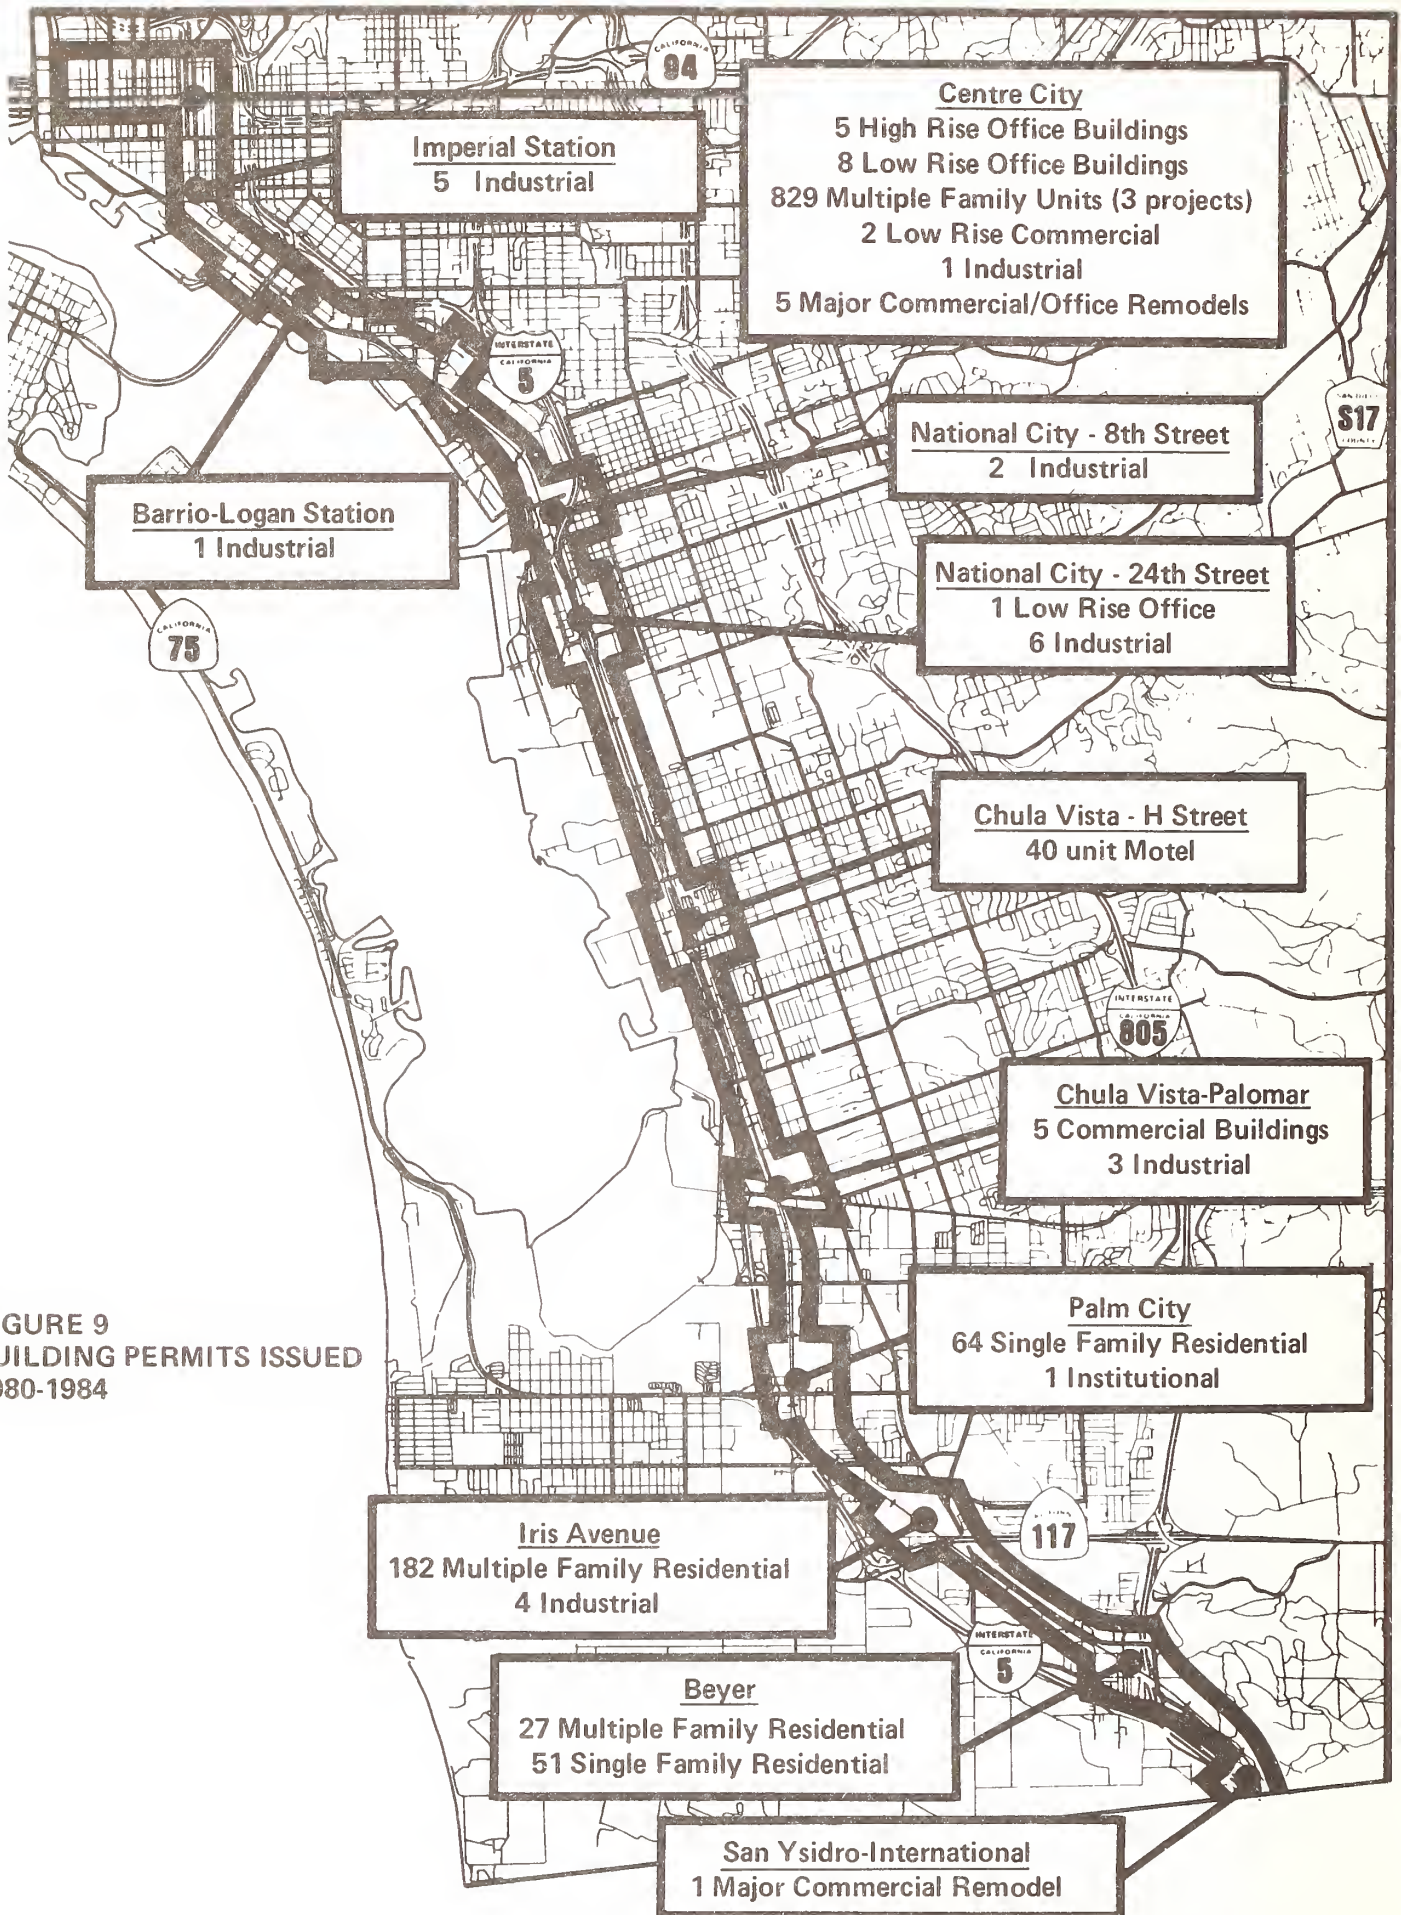 CALIFORNIA
94
Centre City
5 High Rise Office Buildings
8 Low Rise Office Buildings
829 Multiple Family Units (3 projects)
2 Low Rise Commercial
1 Industrial
5 Major Commercial/Office Remodels
Imperial Station
5 Industrial
INTERSTATE
CALIFORNIA
5
S17
COUNTY
National City - 8th Street
2 Industrial
Barrio-Logan Station
1 Industrial
National City - 24th Street
1 Low Rise Office
6 Industrial
CALIFORNIA
75
Chula Vista - H Street
40 unit Motel
INTERSTATE
CALIFORNIA
805
Chula Vista-Palomar
5 Commercial Buildings
3 Industrial
Palm City
64 Single Family Residential
1 Institutional
GURE 9
UILDING PERMITS ISSUED
980-1984
Iris Avenue
182 Multiple Family Residential
4 Industrial
117
INTERSTATE
CALIFORNIA
5
Beyer
27 Multiple Family Residential
51 Single Family Residential
San Ysidro-International
1 Major Commercial Remodel